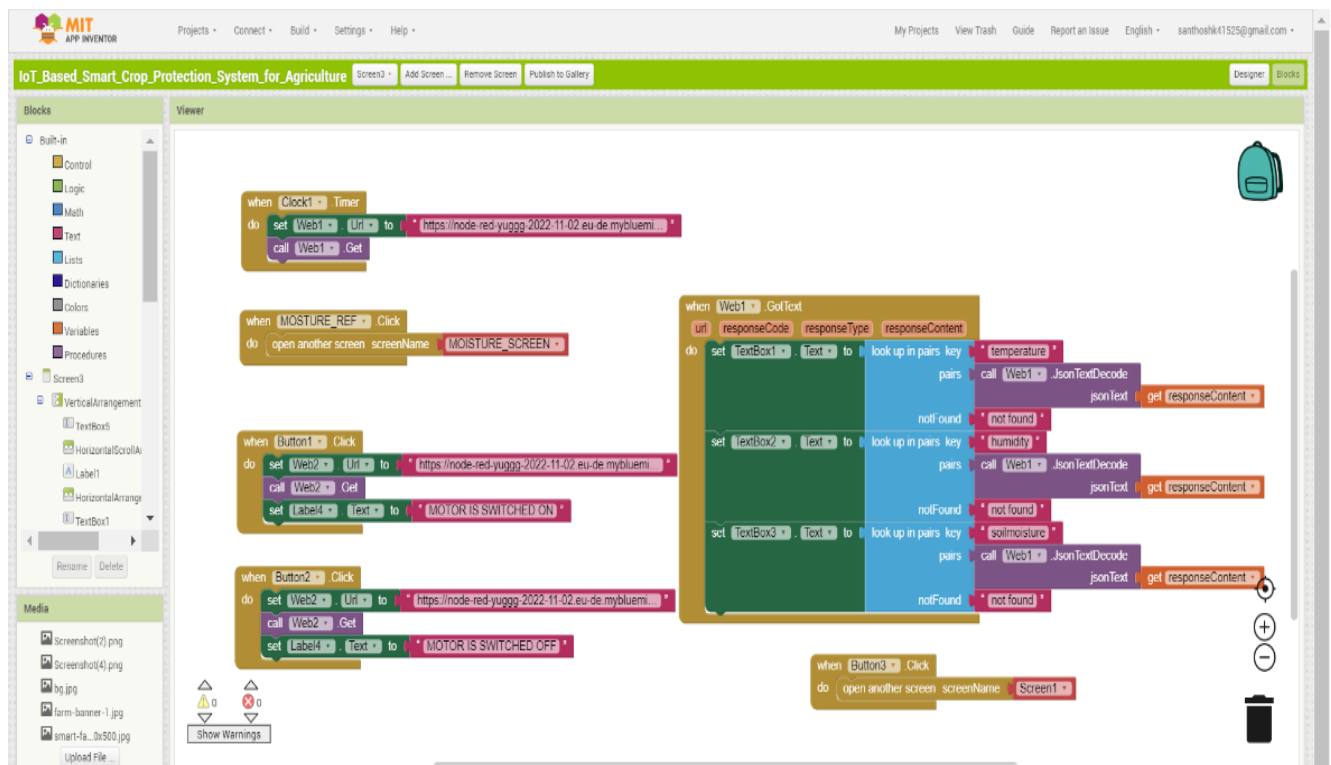 MIT
APP INVENTOR
Projects Connect Build Settings Help
My Projects View Trash Guide Report an Issue English santhoshk41525@gmail.com
IoT_Based_Smart_Crop_Protection_System_for_Agriculture Screen3 Add Screen ... Remove Screen Publish to Gallery Designer Blocks
Blocks
Viewer
Built-in
Control
Logic
Math
Text
Lists
Dictionaries
Colors
Variables
Procedures
Screen3
VerticalArrangement
TextBox5
HorizontalScrollAr
Label1
HorizontalArrange
TextBox1
Rename Delete
Media
Screenshot(2).png
Screenshot(4).png
bg.jpg
farm-banner-1.jpg
smart-fa...0x500.jpg
Upload File ...
when Clock1 .Timer
do set Web1 . Url to " https://node-red-yuggg-2022-11-02.eu-de.mybluemi... "
call Web1 .Get
when MOSTURE_REF .Click
do open another screen screenName MOISTURE_SCREEN
when Button1 .Click
do set Web2 . Url to " https://node-red-yuggg-2022-11-02.eu-de.mybluemi... "
call Web2 .Get
set Label4 . Text to " MOTOR IS SWITCHED ON "
when Button2 .Click
do set Web2 . Url to " https://node-red-yuggg-2022-11-02.eu-de.mybluemi... "
call Web2 .Get
set Label4 . Text to " MOTOR IS SWITCHED OFF "
when Web1 .GotText
url responseCode responseType responseContent
do set TextBox1 . Text to look up in pairs key " temperature "
pairs call Web1 .JsonTextDecode
jsonText get responseContent
notFound " not found "
set TextBox2 . Text to look up in pairs key " humidity "
pairs call Web1 .JsonTextDecode
jsonText get responseContent
notFound " not found "
set TextBox3 . Text to look up in pairs key " soilmoisture "
pairs call Web1 .JsonTextDecode
jsonText get responseContent
notFound " not found "
when Button3 .Click
do open another screen screenName Screen1
0 0
Show Warnings